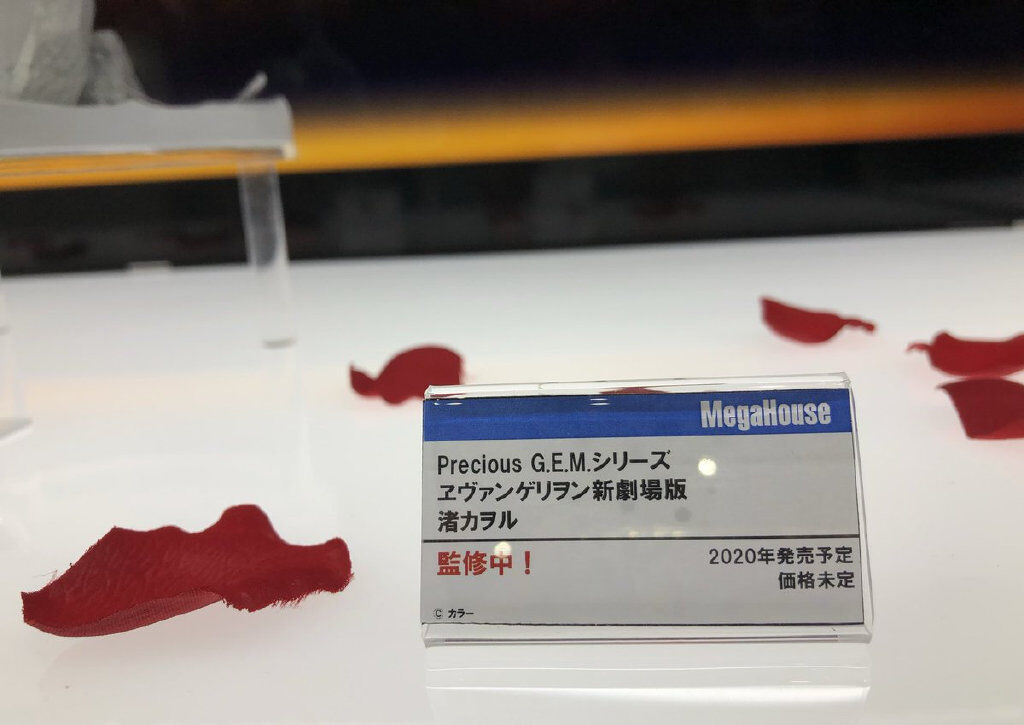 MegaHouse
Precious G.E.M.シリーズ
ヱヴァンゲリヲン新劇場版
渚カヲル
監修中！
2020年発売予定
価格未定
© カラー